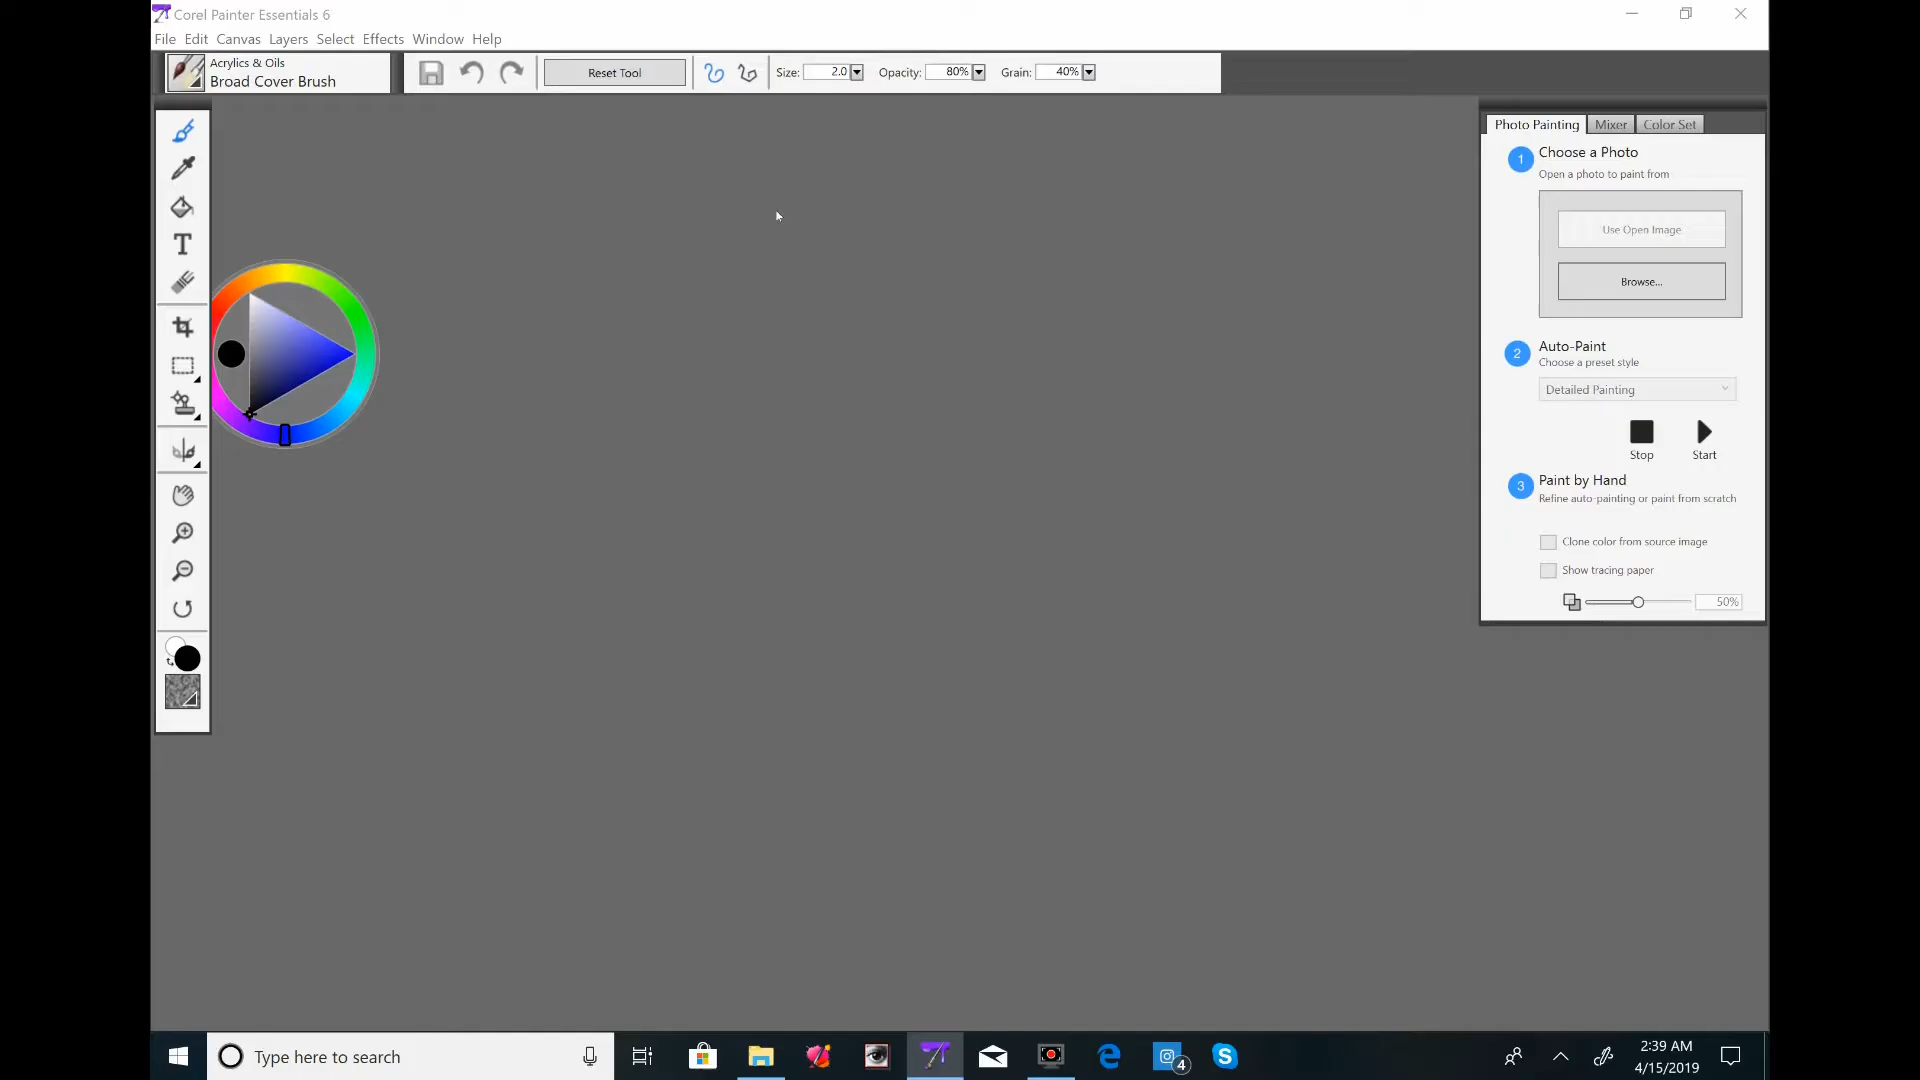 Corel Painter Essentials 6
File Edit Canvas Layers Select Effects Window Help
Acrylics & Oils
Broad Cover Brush
Reset Tool
Size: 2.0 Opacity: 80% Grain: 40%
T
Photo Painting Mixer Color Set
1 Choose a Photo
Open a photo to paint from
Use Open Image
Browse...
2 Auto-Paint
Choose a preset style
Detailed Painting
Stop Start
3 Paint by Hand
Refine auto-painting or paint from scratch
Clone color from source image
Show tracing paper
50%
Type here to search
4
2:39 AM
4/15/2019